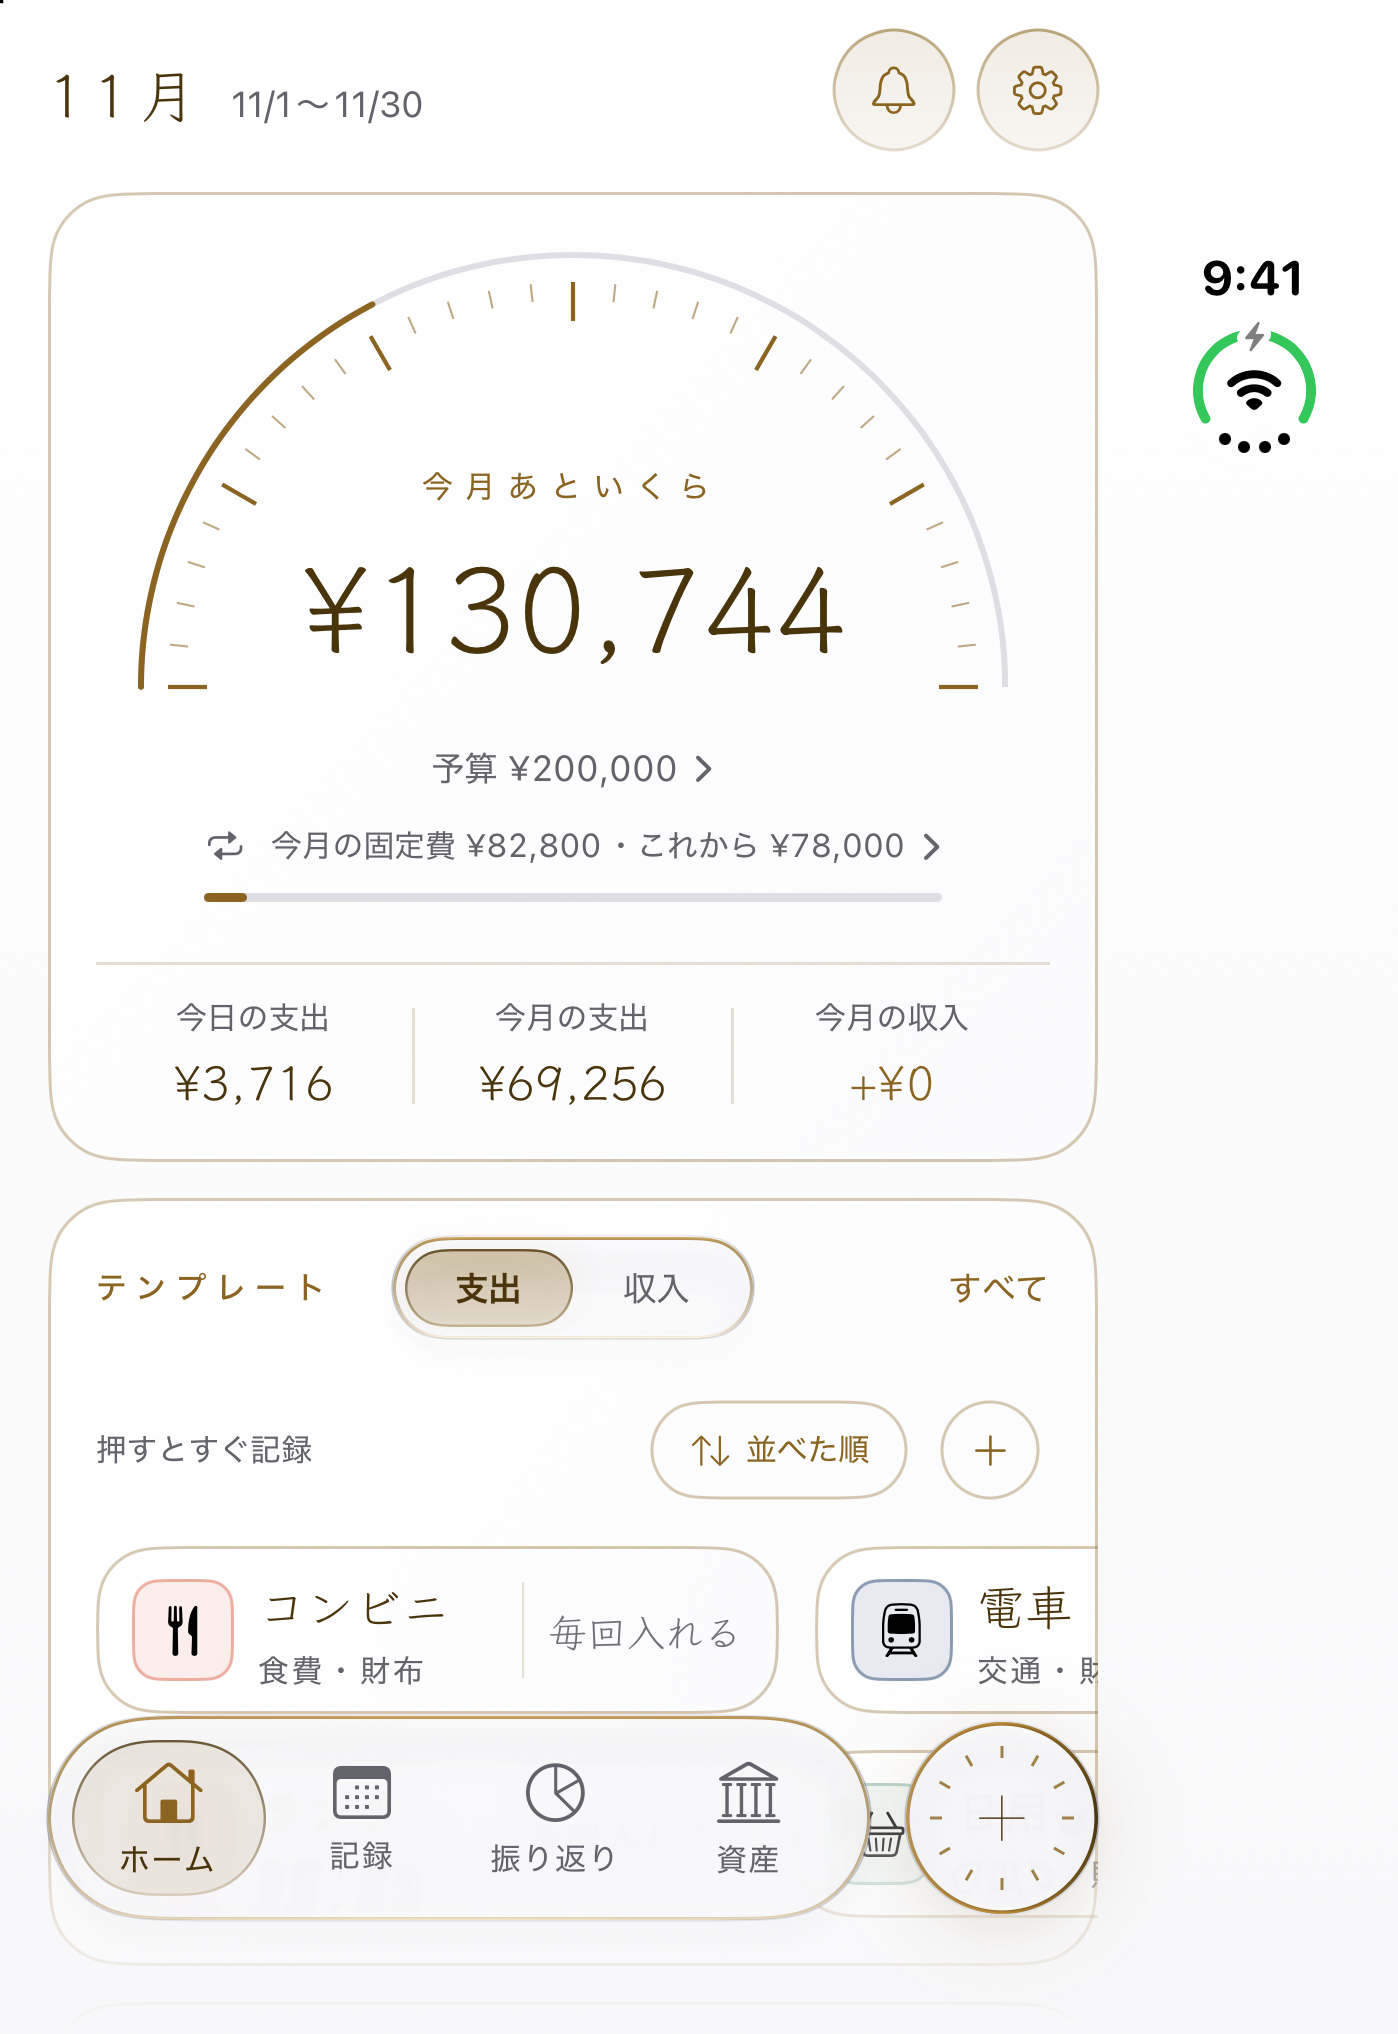 11月 11/1～11/30
9:41
今月あといくら
¥130,744
予算 ¥200,000
今月の固定費 ¥82,800・これから ¥78,000
今日の支出 今月の支出 今月の収入
¥3,716 ¥69,256 +¥0
テンプレート 支出 収入 すべて
押すとすぐ記録 並べた順
コンビニ 毎回入れる 電車
食費・財布 交通・財
ホーム 記録 振り返り 資産